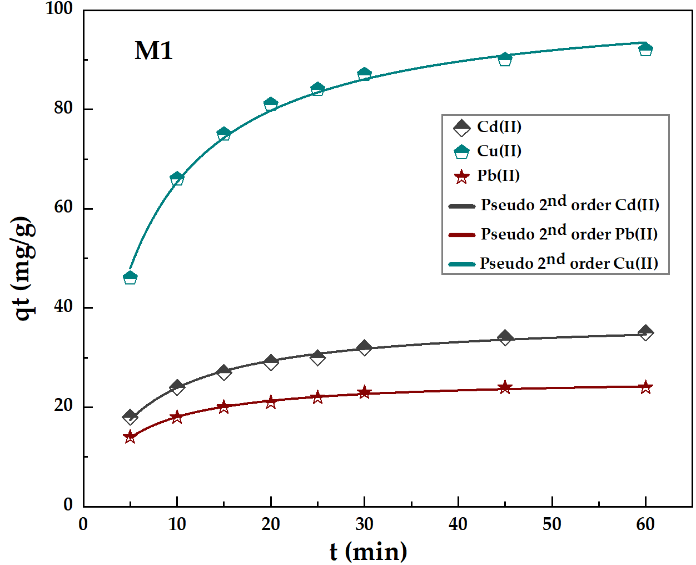 M1
100
80
60
40
20
0
qt (mg/g)
Cd(II)
Cu(II)
Pb(II)
Pseudo 2nd order Cd(II)
Pseudo 2nd order Pb(II)
Pseudo 2nd order Cu(II)
0 10 20 30 40 50 60
t (min)